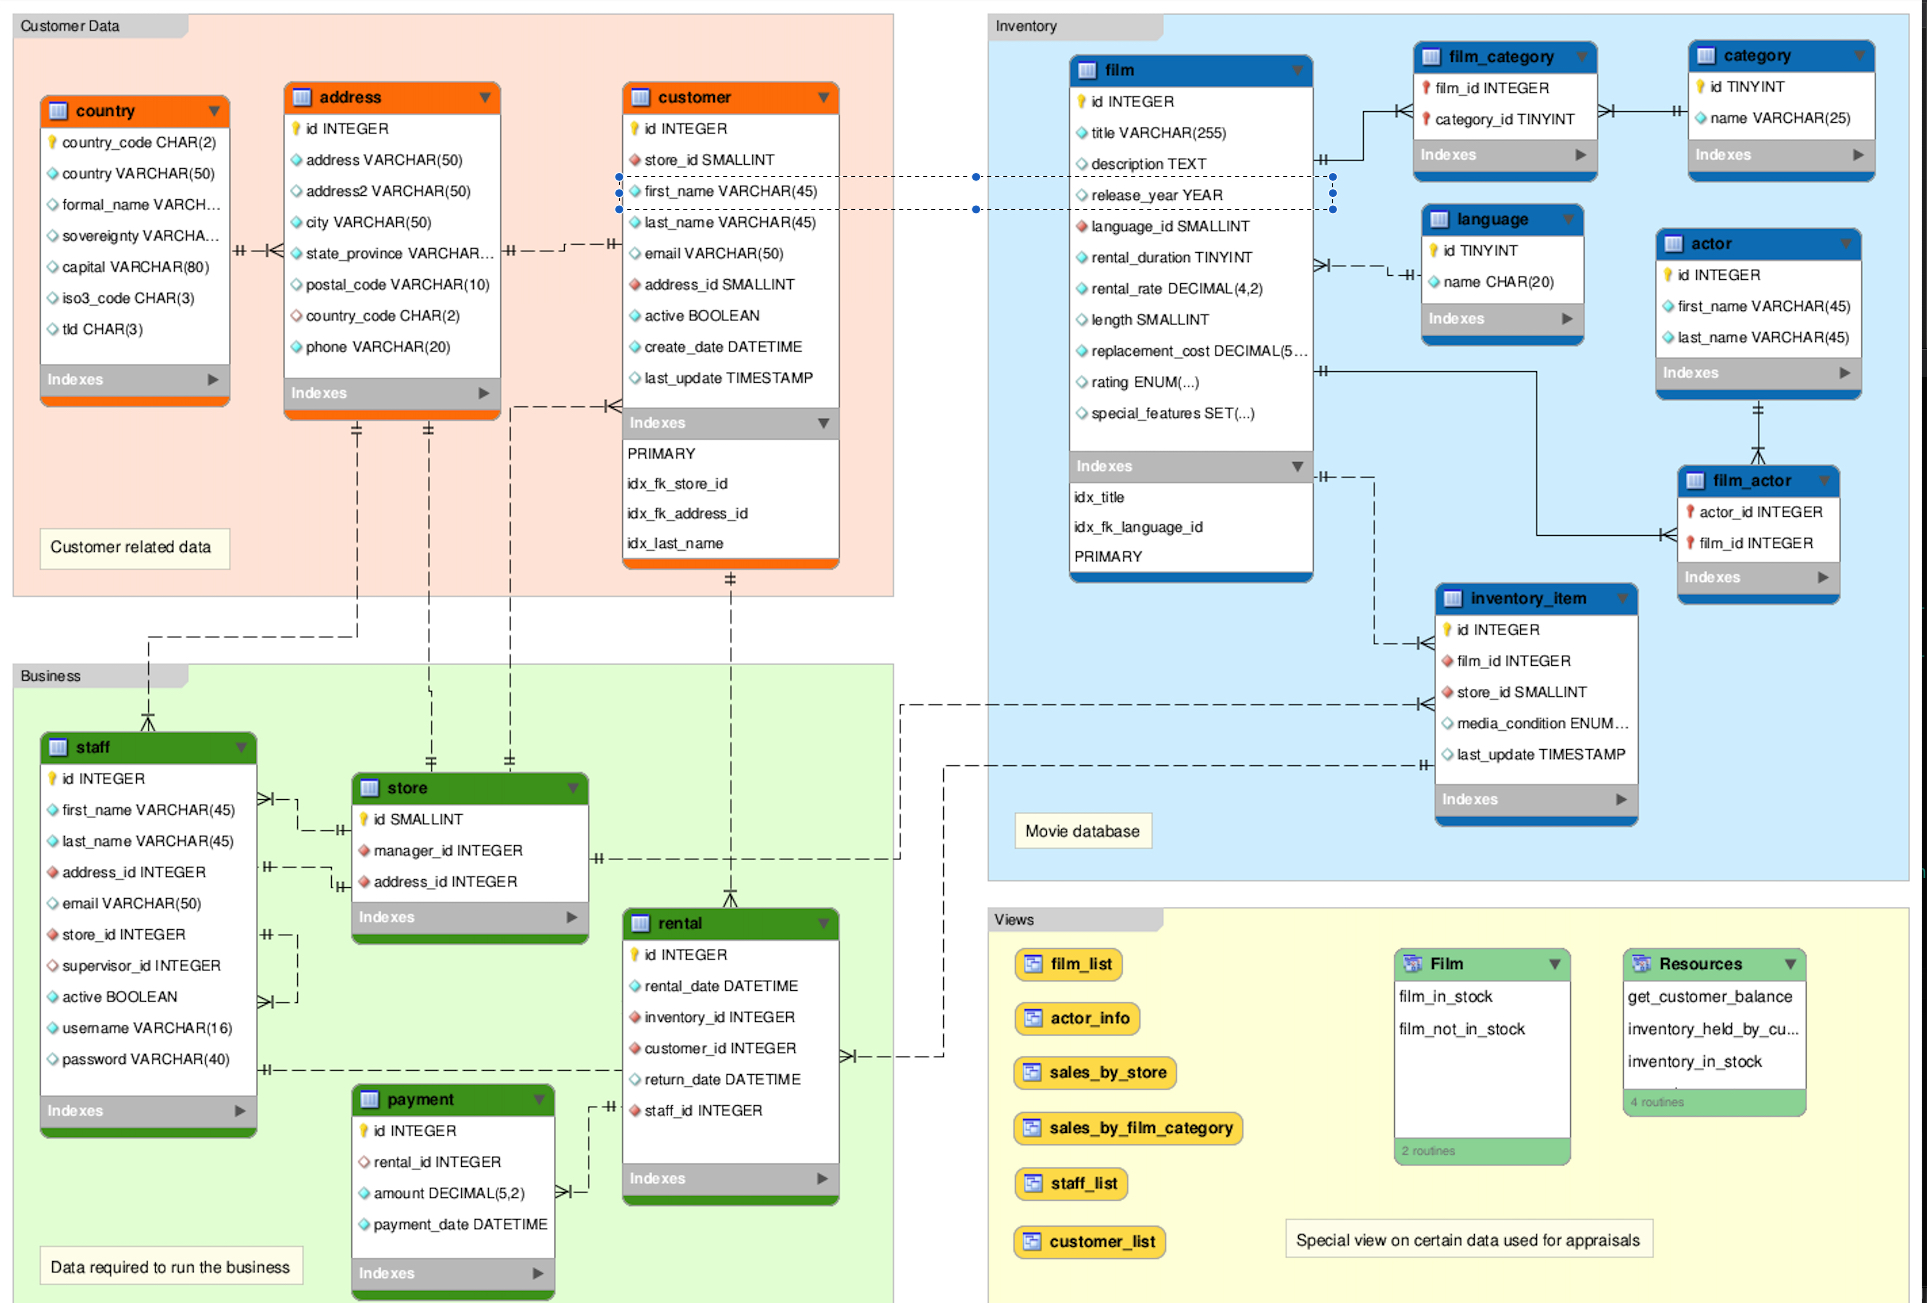 Customer Data
country
country_code CHAR(2)
country VARCHAR(50)
formal_name VARCH...
sovereignty VARCHA...
capital VARCHAR(80)
iso3_code CHAR(3)
tld CHAR(3)
Indexes
address
id INTEGER
address VARCHAR(50)
address2 VARCHAR(50)
city VARCHAR(50)
state_province VARCHAR...
postal_code VARCHAR(10)
country_code CHAR(2)
phone VARCHAR(20)
Indexes
customer
id INTEGER
store_id SMALLINT
first_name VARCHAR(45)
last_name VARCHAR(45)
email VARCHAR(50)
address_id SMALLINT
active BOOLEAN
create_date DATETIME
last_update TIMESTAMP
Indexes
PRIMARY
idx_fk_store_id
idx_fk_address_id
idx_last_name
Customer related data
Inventory
film
id INTEGER
title VARCHAR(255)
description TEXT
release_year YEAR
language_id SMALLINT
rental_duration TINYINT
rental_rate DECIMAL(4,2)
length SMALLINT
replacement_cost DECIMAL(5...
rating ENUM(...)
special_features SET(...)
Indexes
idx_title
idx_fk_language_id
PRIMARY
film_category
film_id INTEGER
category_id TINYINT
Indexes
category
id TINYINT
name VARCHAR(25)
Indexes
language
id TINYINT
name CHAR(20)
Indexes
actor
id INTEGER
first_name VARCHAR(45)
last_name VARCHAR(45)
Indexes
film_actor
actor_id INTEGER
film_id INTEGER
Indexes
inventory_item
id INTEGER
film_id INTEGER
store_id SMALLINT
media_condition ENUM...
last_update TIMESTAMP
Indexes
Movie database
Business
staff
id INTEGER
first_name VARCHAR(45)
last_name VARCHAR(45)
address_id INTEGER
email VARCHAR(50)
store_id INTEGER
supervisor_id INTEGER
active BOOLEAN
username VARCHAR(16)
password VARCHAR(40)
Indexes
store
id SMALLINT
manager_id INTEGER
address_id INTEGER
Indexes
rental
id INTEGER
rental_date DATETIME
inventory_id INTEGER
customer_id INTEGER
return_date DATETIME
staff_id INTEGER
Indexes
payment
id INTEGER
rental_id INTEGER
amount DECIMAL(5,2)
payment_date DATETIME
Indexes
Data required to run the business
Views
film_list
actor_info
sales_by_store
sales_by_film_category
staff_list
customer_list
Film
film_in_stock
film_not_in_stock
2 routines
Resources
get_customer_balance
inventory_held_by_cu...
inventory_in_stock
4 routines
Special view on certain data used for appraisals